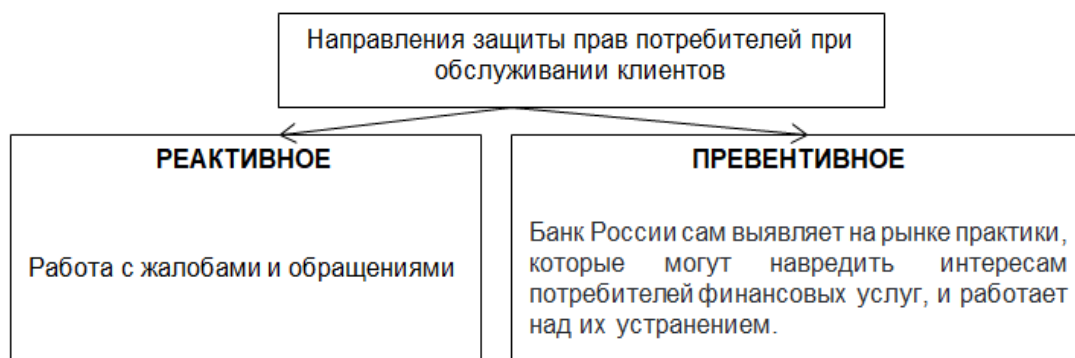 Направления защиты прав потребителей при
обслуживании клиентов
РЕАКТИВНОЕ
Работа с жалобами и обращениями
ПРЕВЕНТИВНОЕ
Банк России сам выявляет на рынке практики,
которые могут навредить интересам
потребителей финансовых услуг, и работает
над их устранением.